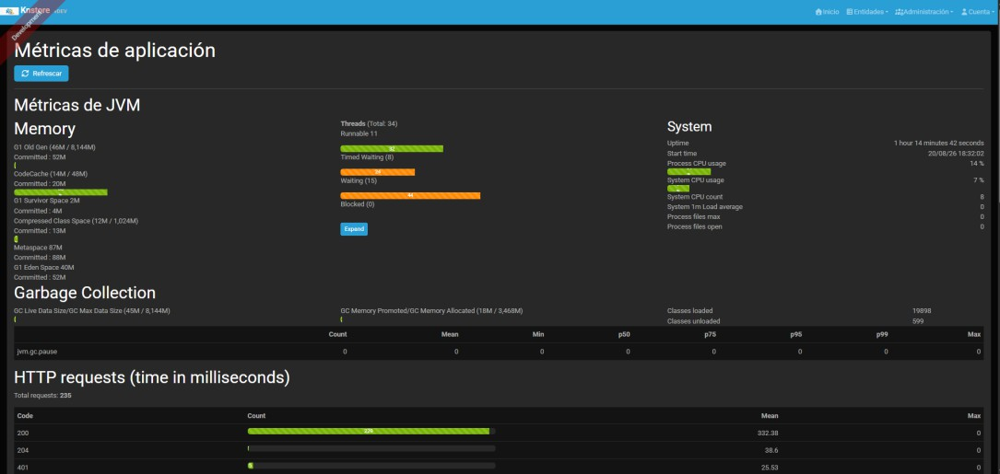 Knstore
Development
Inicio
Entidades
Administración
Cuenta
Métricas de aplicación
Refrescar
Métricas de JVM
Memory
G1 Old Gen (46M / 8,144M)
Committed : 52M
CodeCache (14M / 48M)
Committed : 20M
G1 Survivor Space 2M
Committed : 4M
Compressed Class Space (12M / 1,024M)
Committed : 13M
Metaspace 87M
Committed : 88M
G1 Eden Space 40M
Committed : 52M
Threads (Total: 34)
Runnable 11
32
Timed Waiting (8)
24
Waiting (15)
44
Blocked (0)
Expand
System
Uptime 1 hour 14 minutes 42 seconds
Start time 20/08/26 18:32:02
Process CPU usage 14 %
System CPU usage 7 %
System CPU count 8
System 1m Load average 0
Process files max 0
Process files open 0
Garbage Collection
GC Live Data Size/GC Max Data Size (45M / 8,144M)
GC Memory Promoted/GC Memory Allocated (18M / 3,468M)
Classes loaded 19898
Classes unloaded 599
Count Mean Min p50 p75 p95 p99 Max
jvm.gc.pause 0 0 0 0 0 0 0 0
HTTP requests (time in milliseconds)
Total requests: 235
Code Count Mean Max
200 332.38 0
204 38.6 0
401 25.53 0